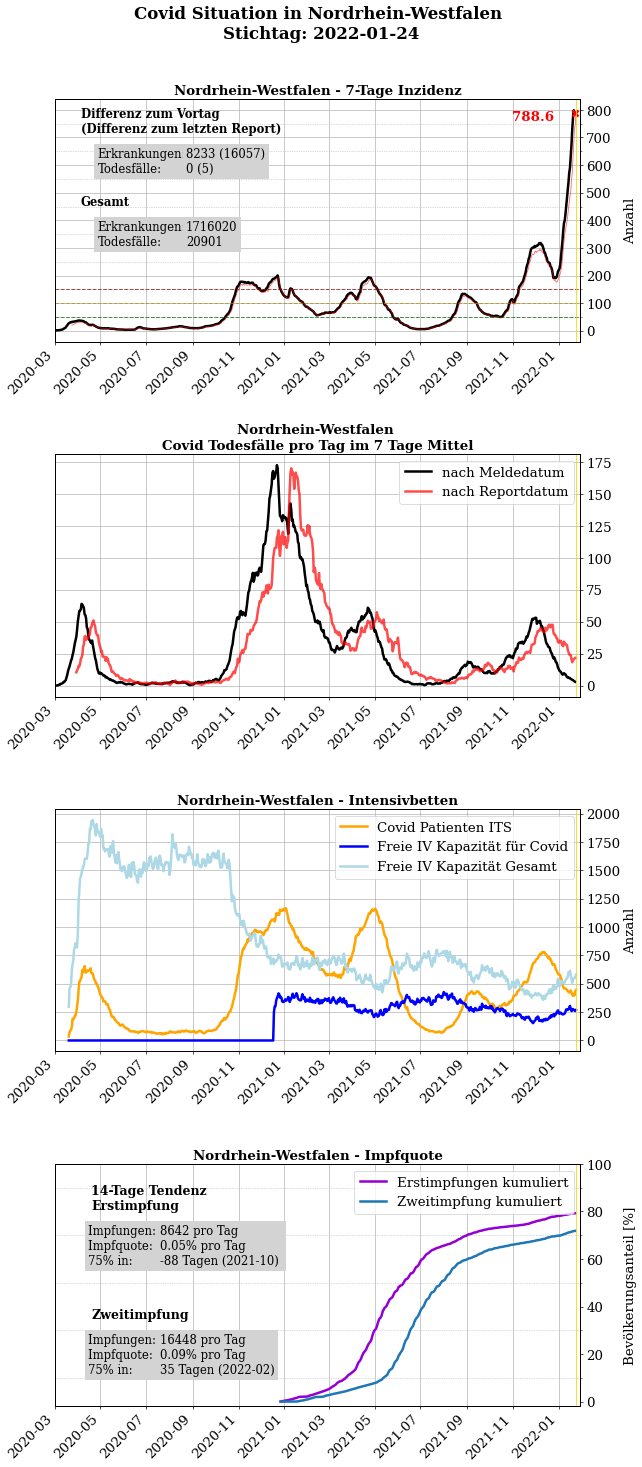 Covid Situation in Nordrhein-Westfalen
Stichtag: 2022-01-24
Nordrhein-Westfalen - 7-Tage Inzidenz
Differenz zum Vortag
(Differenz zum letzten Report)
Erkrankungen 8233 (16057)
Todesfälle: 0 (5)
Gesamt
Erkrankungen 1716020
Todesfälle: 20901
788.6
800
700
600
500
400
300
200
100
0
Anzahl
2020-03 2020-05 2020-07 2020-09 2020-11 2021-01 2021-03 2021-05 2021-07 2021-09 2021-11 2022-01
Nordrhein-Westfalen
Covid Todesfälle pro Tag im 7 Tage Mittel
nach Meldedatum
nach Reportdatum
175
150
125
100
75
50
25
0
2020-03 2020-05 2020-07 2020-09 2020-11 2021-01 2021-03 2021-05 2021-07 2021-09 2021-11 2022-01
Nordrhein-Westfalen - Intensivbetten
Covid Patienten ITS
Freie IV Kapazität für Covid
Freie IV Kapazität Gesamt
2000
1750
1500
1250
1000
750
500
250
0
Anzahl
2020-03 2020-05 2020-07 2020-09 2020-11 2021-01 2021-03 2021-05 2021-07 2021-09 2021-11 2022-01
Nordrhein-Westfalen - Impfquote
14-Tage Tendenz
Erstimpfung
Impfungen: 8642 pro Tag
Impfquote: 0.05% pro Tag
75% in: -88 Tagen (2021-10)
Zweitimpfung
Impfungen: 16448 pro Tag
Impfquote: 0.09% pro Tag
75% in: 35 Tagen (2022-02)
Erstimpfungen kumuliert
Zweitimpfung kumuliert
100
80
60
40
20
0
Bevölkerungsanteil [%]
2020-03 2020-05 2020-07 2020-09 2020-11 2021-01 2021-03 2021-05 2021-07 2021-09 2021-11 2022-01